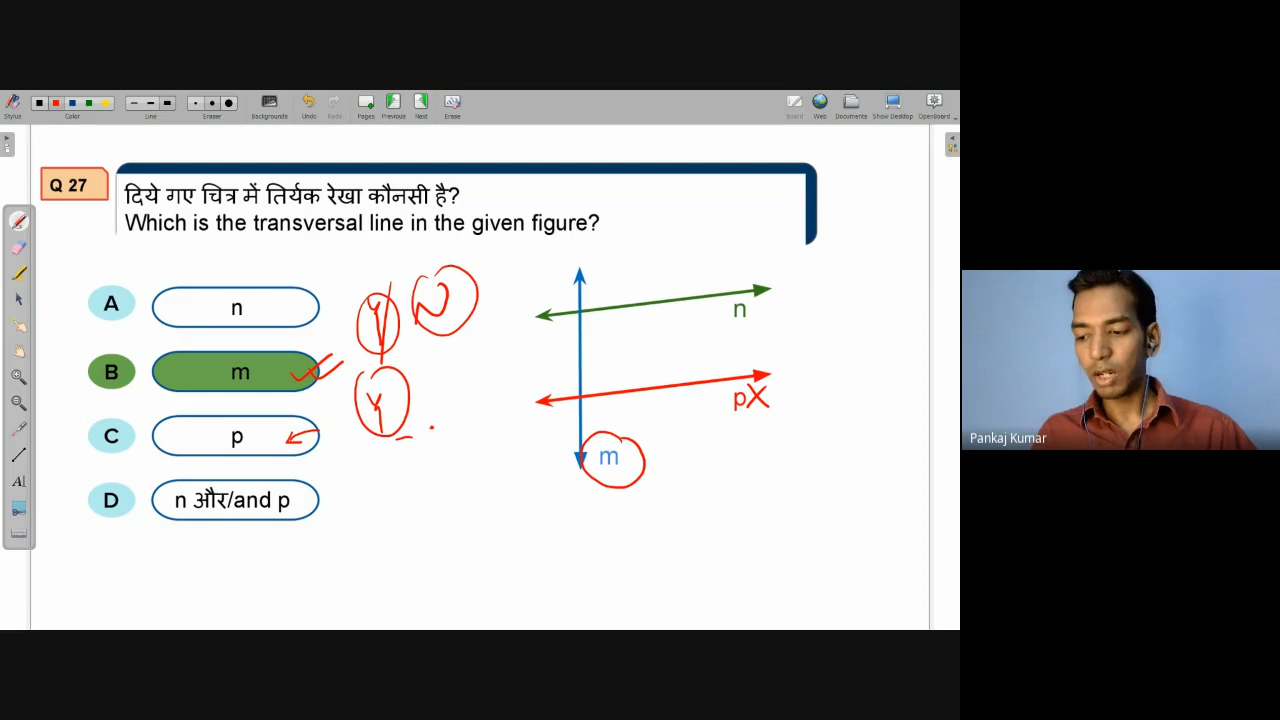 Stylus
Color
Line
Eraser
Backgrounds
Undo
Redo
Pages
Previous
Next
Erase
Board
Web
Documents
Show Desktop
OpenBoard
Q 27
दिये गए चित्र में तिर्यक रेखा कौनसी है?
Which is the transversal line in the given figure?
A n
B m
C p
D n और/and p
n
p
m
AI
Pankaj Kumar